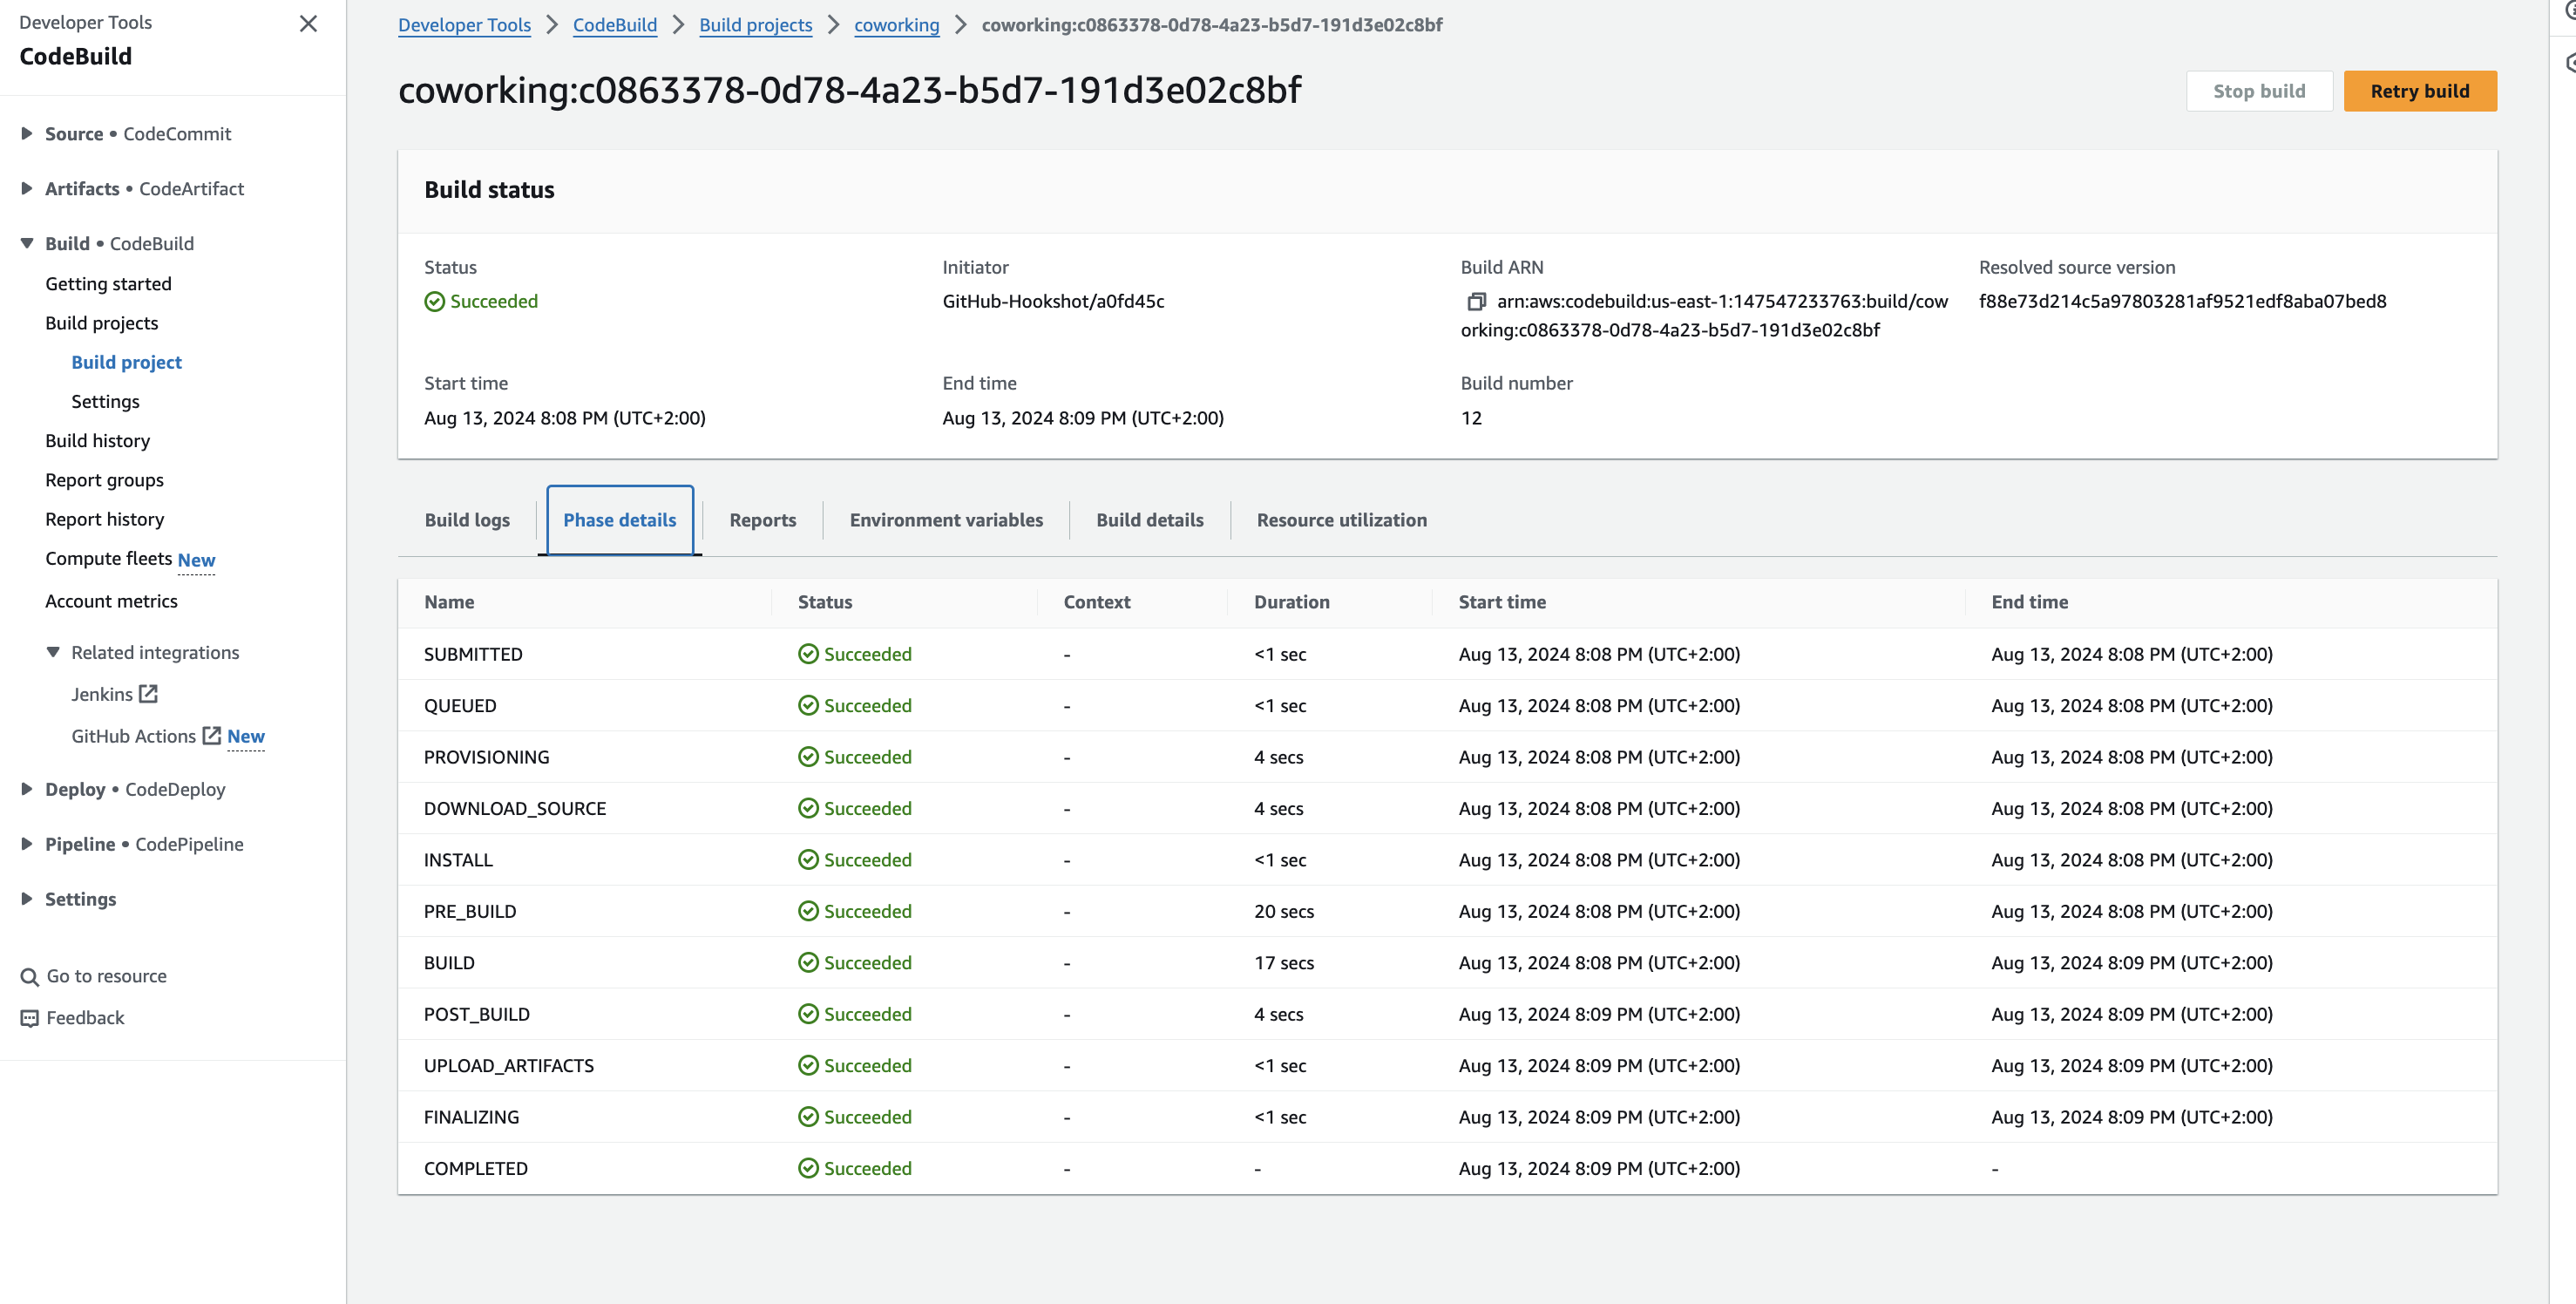 Developer Tools
CodeBuild
Source • CodeCommit
Artifacts • CodeArtifact
Build • CodeBuild
Getting started
Build projects
Build project
Settings
Build history
Report groups
Report history
Compute fleets New
Account metrics
Related integrations
Jenkins
GitHub Actions New
Deploy • CodeDeploy
Pipeline • CodePipeline
Settings
Go to resource
Feedback
Developer Tools > CodeBuild > Build projects > coworking > coworking:c0863378-0d78-4a23-b5d7-191d3e02c8bf
coworking:c0863378-0d78-4a23-b5d7-191d3e02c8bf
Stop build Retry build
Build status
Status Initiator Build ARN Resolved source version
Succeeded GitHub-Hookshot/a0fd45c arn:aws:codebuild:us-east-1:147547233763:build/cow f88e73d214c5a97803281af9521edf8aba07bed8
orking:c0863378-0d78-4a23-b5d7-191d3e02c8bf
Start time End time Build number
Aug 13, 2024 8:08 PM (UTC+2:00) Aug 13, 2024 8:09 PM (UTC+2:00) 12
Build logs Phase details Reports Environment variables Build details Resource utilization
Name Status Context Duration Start time End time
SUBMITTED Succeeded - <1 sec Aug 13, 2024 8:08 PM (UTC+2:00) Aug 13, 2024 8:08 PM (UTC+2:00)
QUEUED Succeeded - <1 sec Aug 13, 2024 8:08 PM (UTC+2:00) Aug 13, 2024 8:08 PM (UTC+2:00)
PROVISIONING Succeeded - 4 secs Aug 13, 2024 8:08 PM (UTC+2:00) Aug 13, 2024 8:08 PM (UTC+2:00)
DOWNLOAD_SOURCE Succeeded - 4 secs Aug 13, 2024 8:08 PM (UTC+2:00) Aug 13, 2024 8:08 PM (UTC+2:00)
INSTALL Succeeded - <1 sec Aug 13, 2024 8:08 PM (UTC+2:00) Aug 13, 2024 8:08 PM (UTC+2:00)
PRE_BUILD Succeeded - 20 secs Aug 13, 2024 8:08 PM (UTC+2:00) Aug 13, 2024 8:08 PM (UTC+2:00)
BUILD Succeeded - 17 secs Aug 13, 2024 8:08 PM (UTC+2:00) Aug 13, 2024 8:09 PM (UTC+2:00)
POST_BUILD Succeeded - 4 secs Aug 13, 2024 8:09 PM (UTC+2:00) Aug 13, 2024 8:09 PM (UTC+2:00)
UPLOAD_ARTIFACTS Succeeded - <1 sec Aug 13, 2024 8:09 PM (UTC+2:00) Aug 13, 2024 8:09 PM (UTC+2:00)
FINALIZING Succeeded - <1 sec Aug 13, 2024 8:09 PM (UTC+2:00) Aug 13, 2024 8:09 PM (UTC+2:00)
COMPLETED Succeeded - - Aug 13, 2024 8:09 PM (UTC+2:00) -